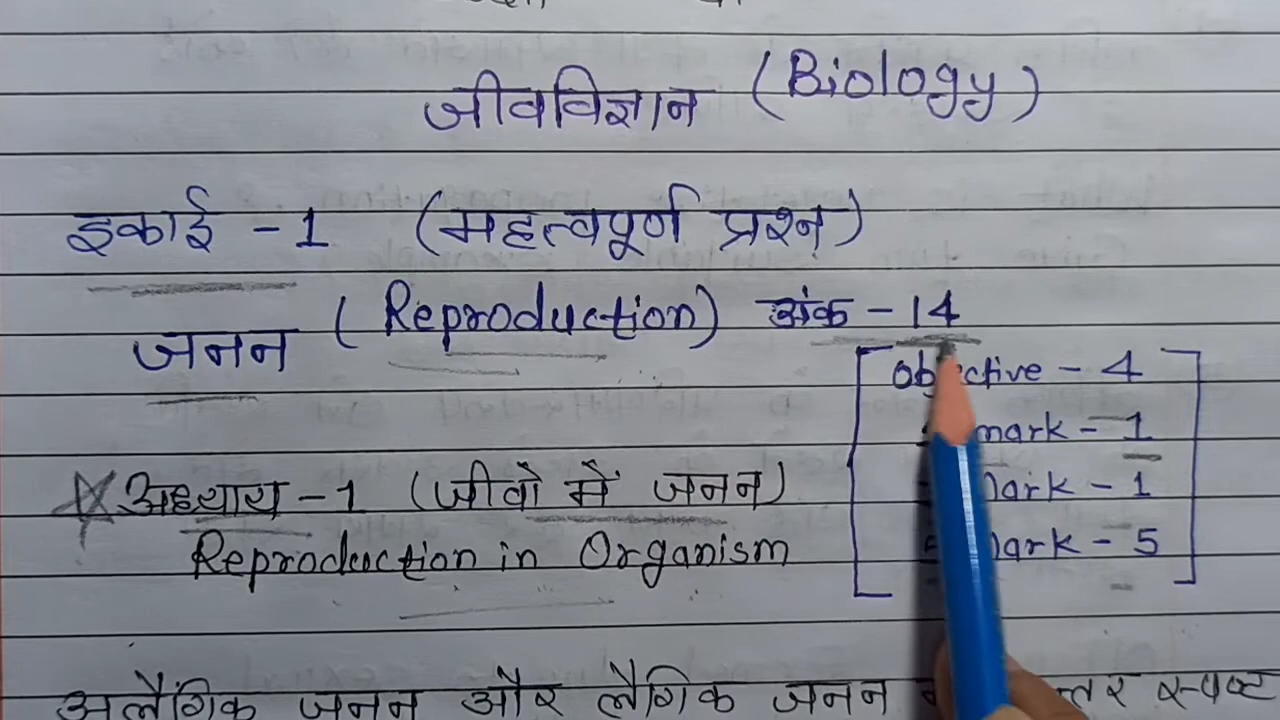 जीवविज्ञान (Biology)
इकाई - 1 (महत्वपूर्ण प्रश्न)
जनन (Reproduction) अंक - 14
objective - 4
mark - 1
mark - 1
mark - 5
अध्याय - 1 (जीवो में जनन)
Reproduction in Organism
अलैंगिक जनन और लैगिक जनन स्पष्ट